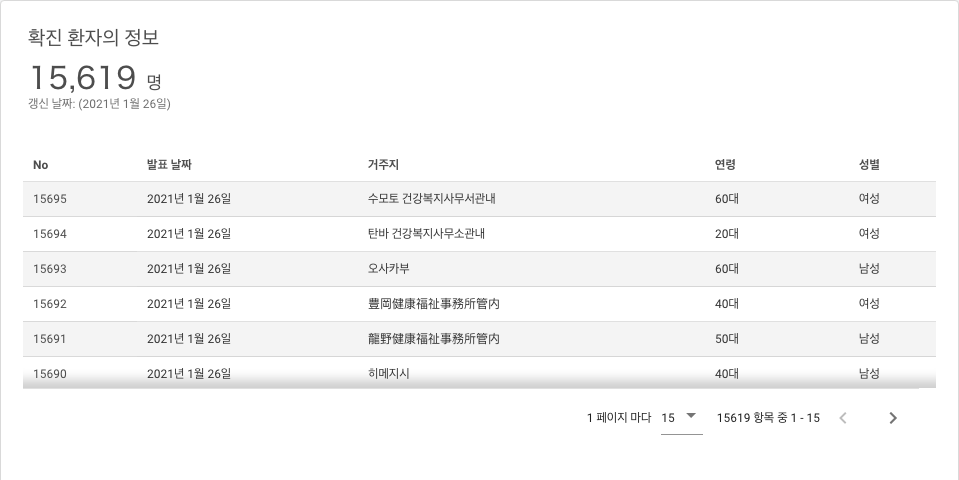 확진 환자의 정보
15,619 명
갱신 날짜: (2021년 1월 26일)
No 발표 날짜 거주지 연령 성별
15695 2021년 1월 26일 수모토 건강복지사무서관내 60대 여성
15694 2021년 1월 26일 탄바 건강복지사무소관내 20대 여성
15693 2021년 1월 26일 오사카부 60대 남성
15692 2021년 1월 26일 豊岡健康福祉事務所管内 40대 여성
15691 2021년 1월 26일 龍野健康福祉事務所管内 50대 남성
15690 2021년 1월 26일 히메지시 40대 남성
1 페이지 마다 15 15619 항목 중 1 - 15